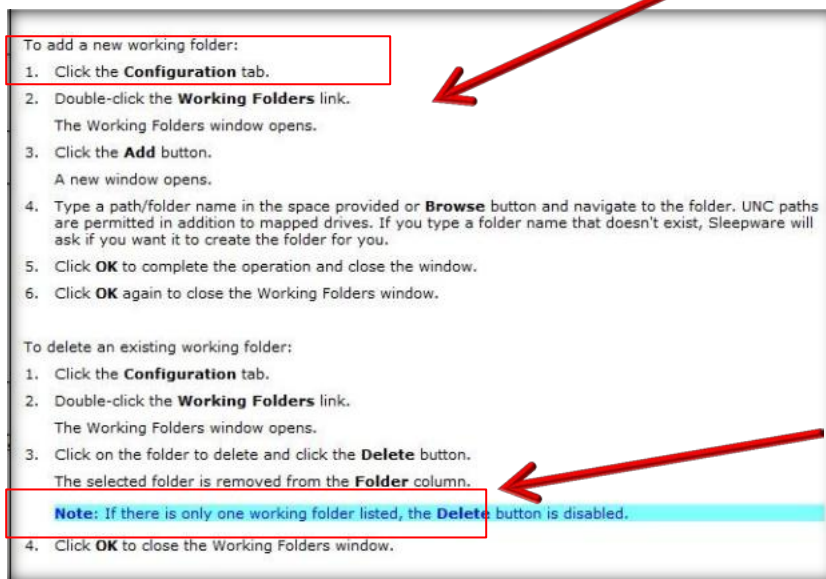 To add a new working folder:
1. Click the Configuration tab.
2. Double-click the Working Folders link.
The Working Folders window opens.
3. Click the Add button.
A new window opens.
4. Type a path/folder name in the space provided or Browse button and navigate to the folder. UNC paths
are permitted in addition to mapped drives. If you type a folder name that doesn't exist, Sleepware will
ask if you want it to create the folder for you.
5. Click OK to complete the operation and close the window.
6. Click OK again to close the Working Folders window.
To delete an existing working folder:
1. Click the Configuration tab.
2. Double-click the Working Folders link.
The Working Folders window opens.
3. Click on the folder to delete and click the Delete button.
The selected folder is removed from the Folder column.
Note: If there is only one working folder listed, the Delete button is disabled.
4. Click OK to close the Working Folders window.